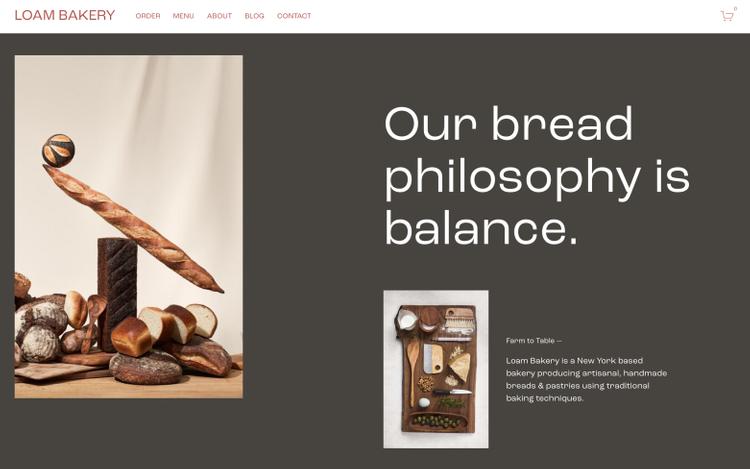 LOAM BAKERY
ORDER MENU ABOUT BLOG CONTACT
0
Our bread
philosophy is
balance.
Farm to Table —
Loam Bakery is a New York based
bakery producing artisanal, handmade
breads & pastries using traditional
baking techniques.